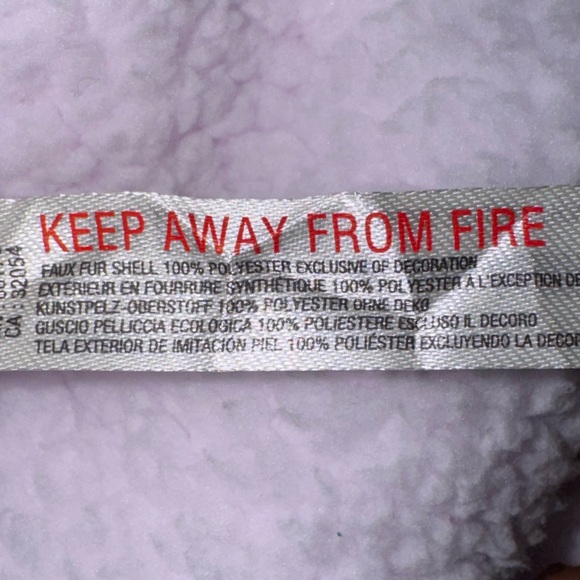 KEEP AWAY FROM FIRE
FAUX FUR SHELL 100% POLYESTER EXCLUSIVE OF DECORATION
EXTÉRIEUR EN FOURRURE SYNTHÉTIQUE 100% POLYESTER À L'EXCEPTION DE
KUNSTPELZ-OBERSTOFF 100% POLYESTER OHNE DEKO
GUSCIO PELLICCIA ECOLOGICA 100% POLIESTERE ESCLUSO IL DECORO
TELA EXTERIOR DE IMITACIÓN PIEL 100% POLIÉSTER EXCLUYENDO LA DECOR
CA 32054